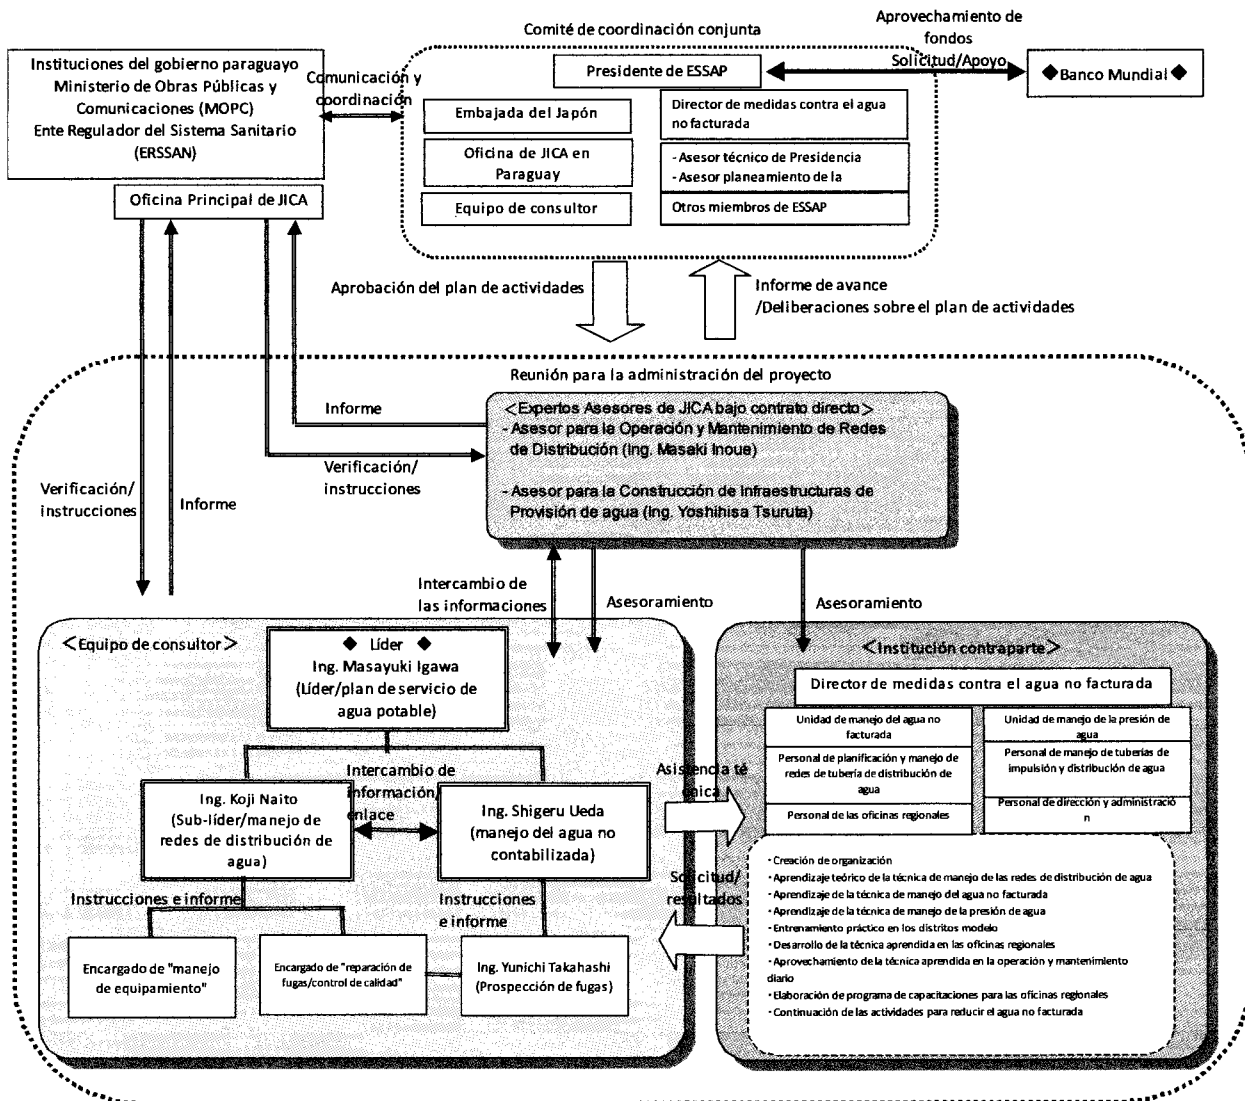 Comité de coordinación conjunta
Aprovechamiento de
fondos
Solicitud/Apoyo
Instituciones del gobierno paraguayo
Ministerio de Obras Públicas y
Comunicaciones (MOPC)
Ente Regulador del Sistema Sanitario
(ERSSAN)
Comunicación y
coordinación
Presidente de ESSAP
◆Banco Mundial◆
Embajada del Japón
Director de medidas contra el agua
no facturada
Oficina de JICA en
Paraguay
- Asesor técnico de Presidencia
- Asesor planeamiento de la
Equipo de consultor
Otros miembros de ESSAP
Oficina Principal de JICA
Aprobación del plan de actividades
Informe de avance
/Deliberaciones sobre el plan de actividades
Reunión para la administración del proyecto
Informe
<Expertos Asesores de JICA bajo contrato directo>
- Asesor para la Operación y Mantenimiento de Redes
de Distribución (Ing. Masaki Inoue)
- Asesor para la Construcción de Infraestructuras de
Provisión de agua (Ing. Yoshihisa Tsuruta)
Verificación/
instrucciones
Verificación/
instrucciones
Informe
Intercambio de
las informaciones
Asesoramiento
Asesoramiento
<Equipo de consultor>
◆ Líder ◆
Ing. Masayuki Igawa
(Líder/plan de servicio de
agua potable)
Intercambio de
información/
enlace
Ing. Koji Naito
(Sub-líder/manejo de
redes de distribución de
agua)
Ing. Shigeru Ueda
(manejo del agua no
contabilizada)
Instrucciones e informe
Instrucciones
e informe
Encargado de "manejo
de equipamiento"
Encargado de "reparación de
fugas/control de calidad"
Ing. Yunichi Takahashi
(Prospección de fugas)
Asistencia té
cnica
Solicitud/
resultados
<Institución contraparte>
Director de medidas contra el agua no facturada
Unidad de manejo del agua no
facturada
Unidad de manejo de la presión de
agua
Personal de planificación y manejo de
redes de tubería de distribución de
agua
Personal de manejo de tuberías de
impulsión y distribución de agua
Personal de las oficinas regionales
Personal de dirección y administració
n
・Creación de organización
・Aprendizaje teórico de la técnica de manejo de las redes de distribución de agua
・Aprendizaje de la técnica de manejo del agua no facturada
・Aprendizaje de la técnica de manejo de la presión de agua
・Entrenamiento práctico en los distritos modelo
・Desarrollo de la técnica aprendida en las oficinas regionales
・Aprovechamiento de la técnica aprendida en la operación y mantenimiento
diario
・Elaboración de programa de capacitaciones para las oficinas regionales
・Continuación de las actividades para reducir el agua no facturada